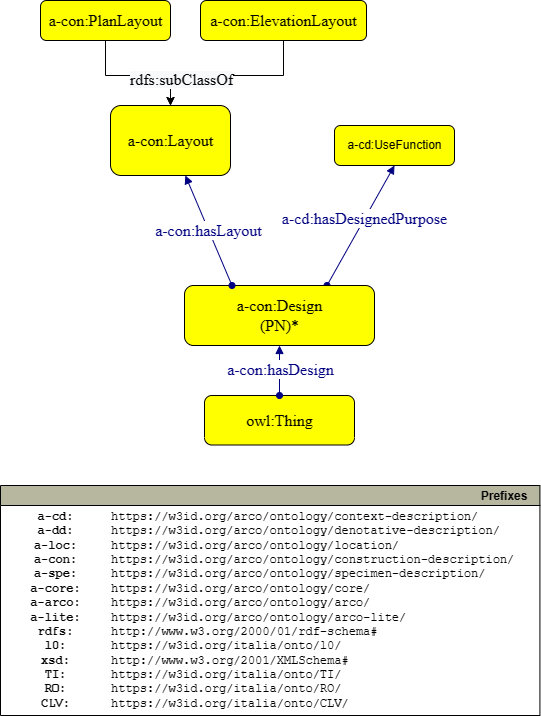 a-con:PlanLayout
a-con:ElevationLayout
rdfs:subClassOf
a-con:Layout
a-cd:UseFunction
a-cd:hasDesignedPurpose
a-con:hasLayout
a-con:Design
(PN)*
a-con:hasDesign
owl:Thing
Prefixes
a-cd: https://w3id.org/arco/ontology/context-description/
a-dd: https://w3id.org/arco/ontology/denotative-description/
a-loc: https://w3id.org/arco/ontology/location/
a-con: https://w3id.org/arco/ontology/construction-description/
a-spe: https://w3id.org/arco/ontology/specimen-description/
a-core: https://w3id.org/arco/ontology/core/
a-arco: https://w3id.org/arco/ontology/arco/
a-lite: https://w3id.org/arco/ontology/arco-lite/
rdfs: http://www.w3.org/2000/01/rdf-schema#
l0: https://w3id.org/italia/onto/l0/
xsd: http://www.w3.org/2001/XMLSchema#
TI: https://w3id.org/italia/onto/TI/
RO: https://w3id.org/italia/onto/RO/
CLV: https://w3id.org/italia/onto/CLV/